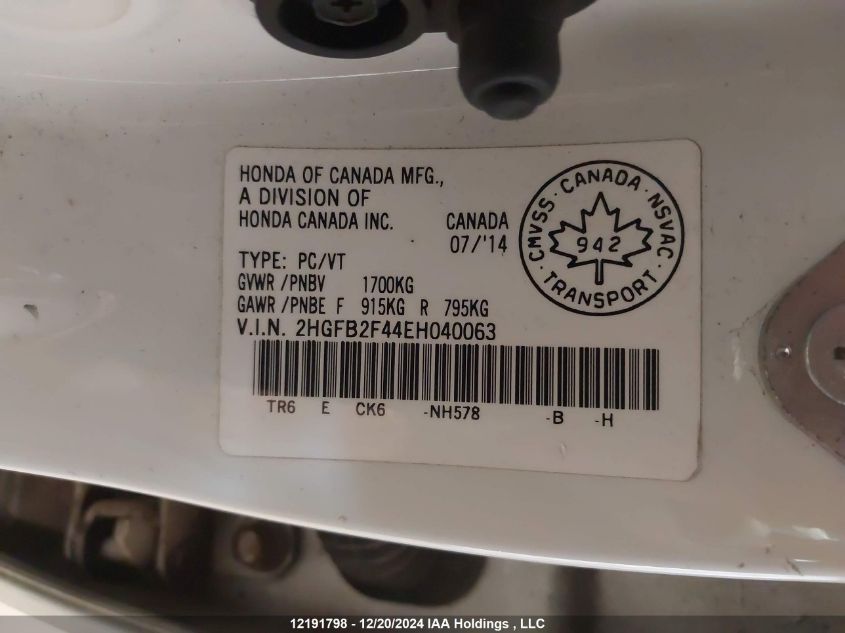 HONDA OF CANADA MFG.,
A DIVISION OF
HONDA CANADA INC. CANADA
07/'14
TYPE: PC/VT
GVWR /PNBV 1700KG
GAWR /PNBE F 915KG R 795KG
V.I.N. 2HGFB2F44EH040063
TR6 E CK6 -NH578 -B -H
CMVSS · CANADA · NSVAC
942
· TRANSPORT ·
12191798 - 12/20/2024 IAA Holdings , LLC